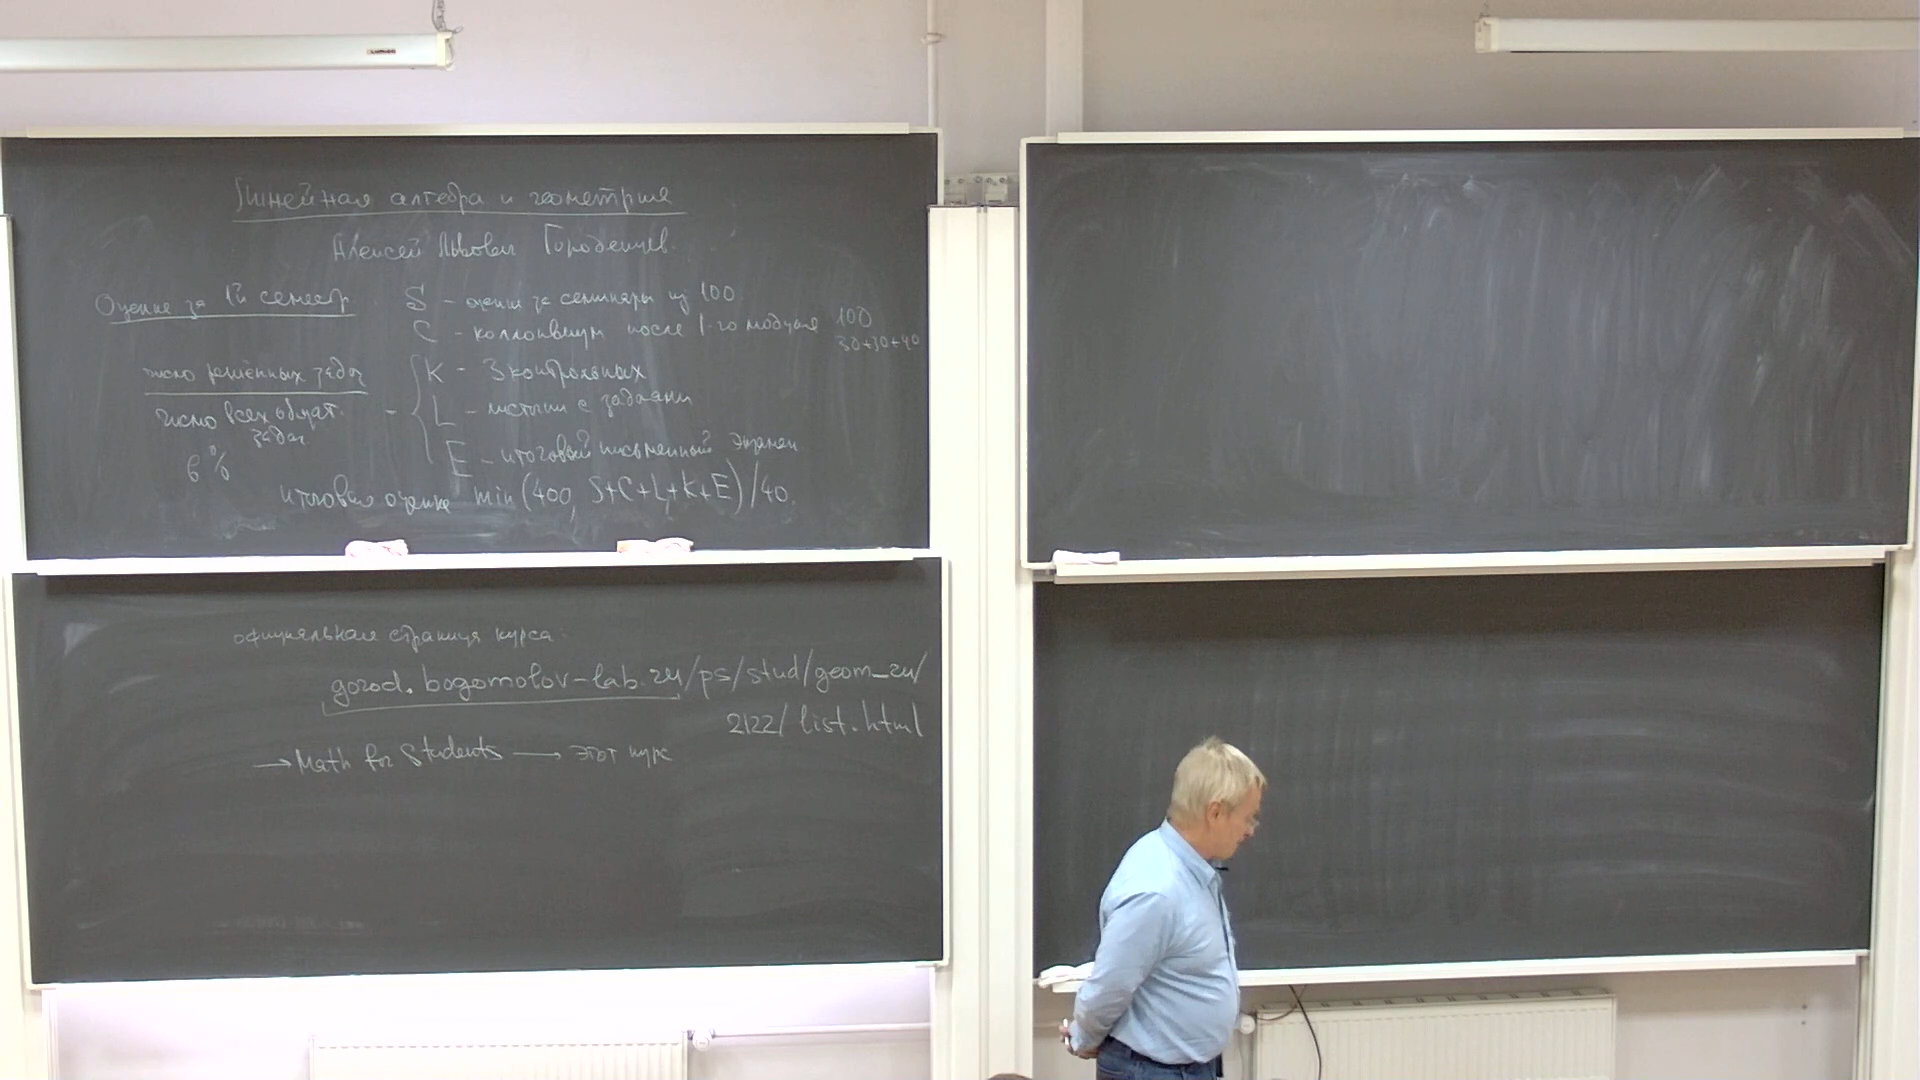 Линейная алгебра и геометрия
Алексей Львович Городенцев.
Оценка за 1й семестр
S - оценка за семинары из 100.
C - коллоквиум после 1-го модуля 100
30+30+40
число решённых задач
число всех обязат. задач
в %
K - 3 контрольных
L - листочки с задачами
E - итоговый письменный экзамен
итоговая оценка min(400, S+C+L+K+E)/40.
официальная страница курса:
gorod.bogomolov-lab.ru/ps/stud/geom_ru/
2122/list.html
→ Math for Students → этот курс